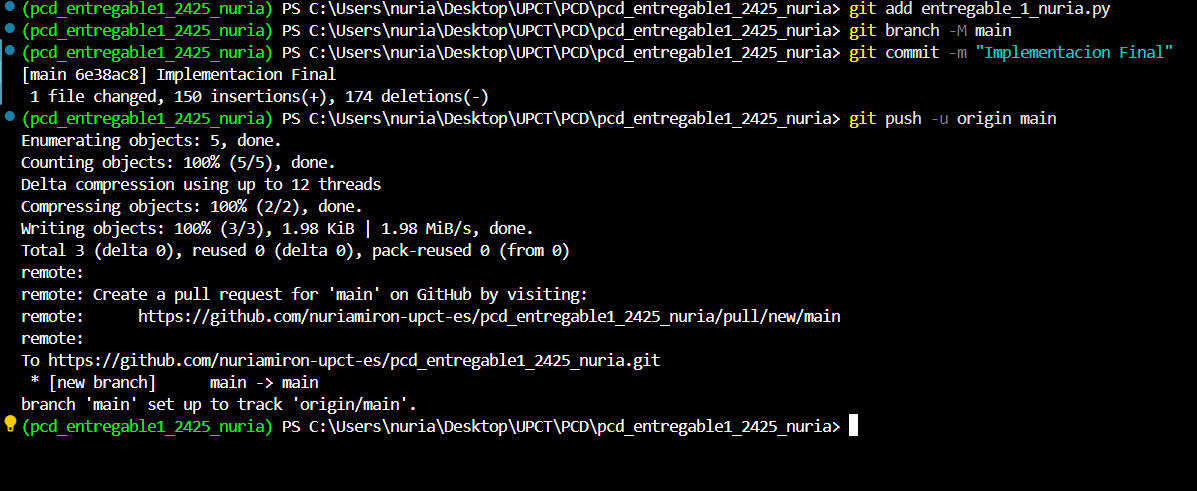 (pcd_entregable1_2425_nuria) PS C:\Users\nuria\Desktop\UPCT\PCD\pcd_entregable1_2425_nuria> git add entregable_1_nuria.py
(pcd_entregable1_2425_nuria) PS C:\Users\nuria\Desktop\UPCT\PCD\pcd_entregable1_2425_nuria> git branch -M main
(pcd_entregable1_2425_nuria) PS C:\Users\nuria\Desktop\UPCT\PCD\pcd_entregable1_2425_nuria> git commit -m "Implementacion Final"
[main 6e38ac8] Implementacion Final
 1 file changed, 150 insertions(+), 174 deletions(-)
(pcd_entregable1_2425_nuria) PS C:\Users\nuria\Desktop\UPCT\PCD\pcd_entregable1_2425_nuria> git push -u origin main
Enumerating objects: 5, done.
Counting objects: 100% (5/5), done.
Delta compression using up to 12 threads
Compressing objects: 100% (2/2), done.
Writing objects: 100% (3/3), 1.98 KiB | 1.98 MiB/s, done.
Total 3 (delta 0), reused 0 (delta 0), pack-reused 0 (from 0)
remote:
remote: Create a pull request for 'main' on GitHub by visiting:
remote:      https://github.com/nuriamiron-upct-es/pcd_entregable1_2425_nuria/pull/new/main
remote:
To https://github.com/nuriamiron-upct-es/pcd_entregable1_2425_nuria.git
 * [new branch]      main -> main
branch 'main' set up to track 'origin/main'.
(pcd_entregable1_2425_nuria) PS C:\Users\nuria\Desktop\UPCT\PCD\pcd_entregable1_2425_nuria>